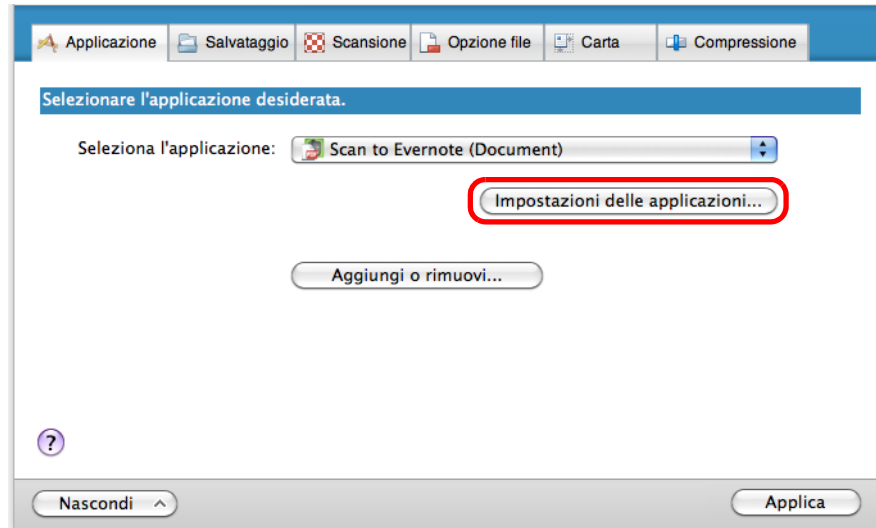 Applicazione Salvataggio Scansione Opzione file Carta Compressione
Selezionare l'applicazione desiderata.
Seleziona l'applicazione: Scan to Evernote (Document)
Impostazioni delle applicazioni...
Aggiungi o rimuovi...
?
Nascondi Applica